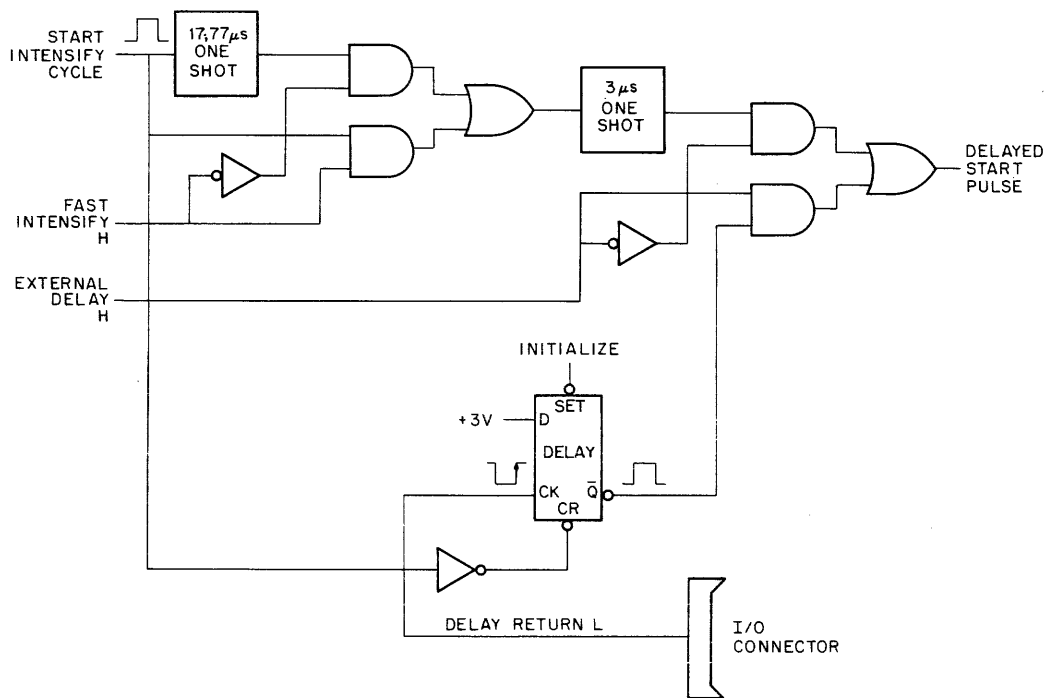 START
INTENSIFY
CYCLE
17.77µs
ONE
SHOT
3µs
ONE
SHOT
DELAYED
START
PULSE
FAST
INTENSIFY
H
EXTERNAL
DELAY
H
INITIALIZE
SET
+3V
D
DELAY
CK
Q̅
CR
DELAY RETURN L
I/O
CONNECTOR